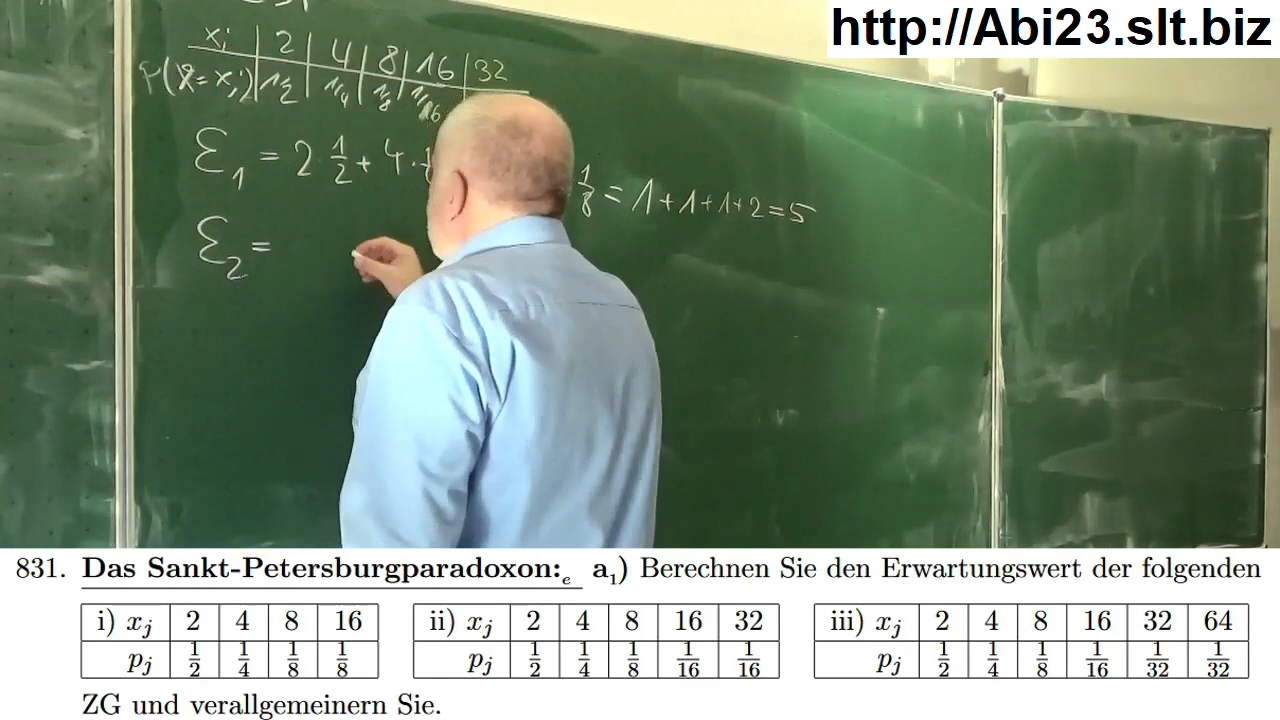 http://Abi23.slt.biz
xi 2 4 8 16 32
P(X=xi) 1/2 1/4 1/8 1/16
ℰ1 = 2·1/2 + 4· 1/8 = 1+1+1+2=5
ℰ2 =
831. Das Sankt-Petersburgparadoxon:e a1) Berechnen Sie den Erwartungswert der folgenden
i) xj 2 4 8 16 ii) xj 2 4 8 16 32 iii) xj 2 4 8 16 32 64
pj 1/2 1/4 1/8 1/8 pj 1/2 1/4 1/8 1/16 1/16 pj 1/2 1/4 1/8 1/16 1/32 1/32
ZG und verallgemeinern Sie.